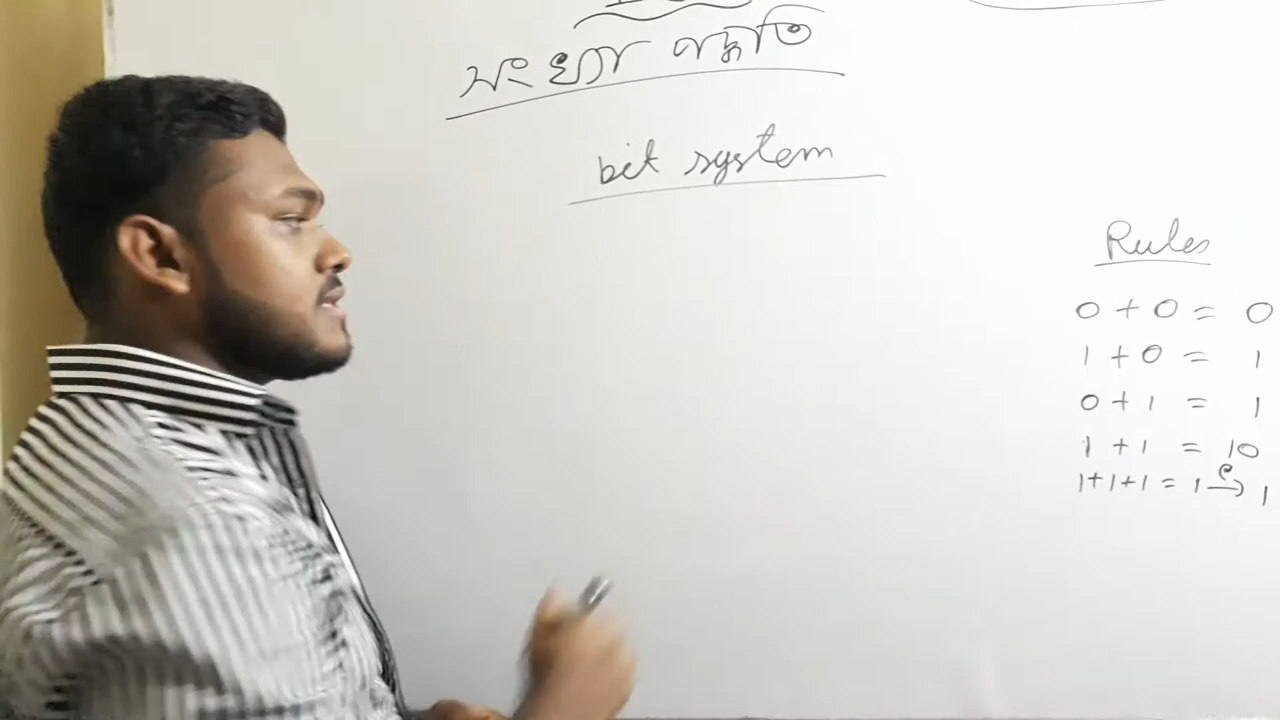 সংখ্যা পদ্ধতি
bit system
Rules
0 + 0 = 0
1 + 0 = 1
0 + 1 = 1
1 + 1 = 10
1+1+1 = 1 → 1